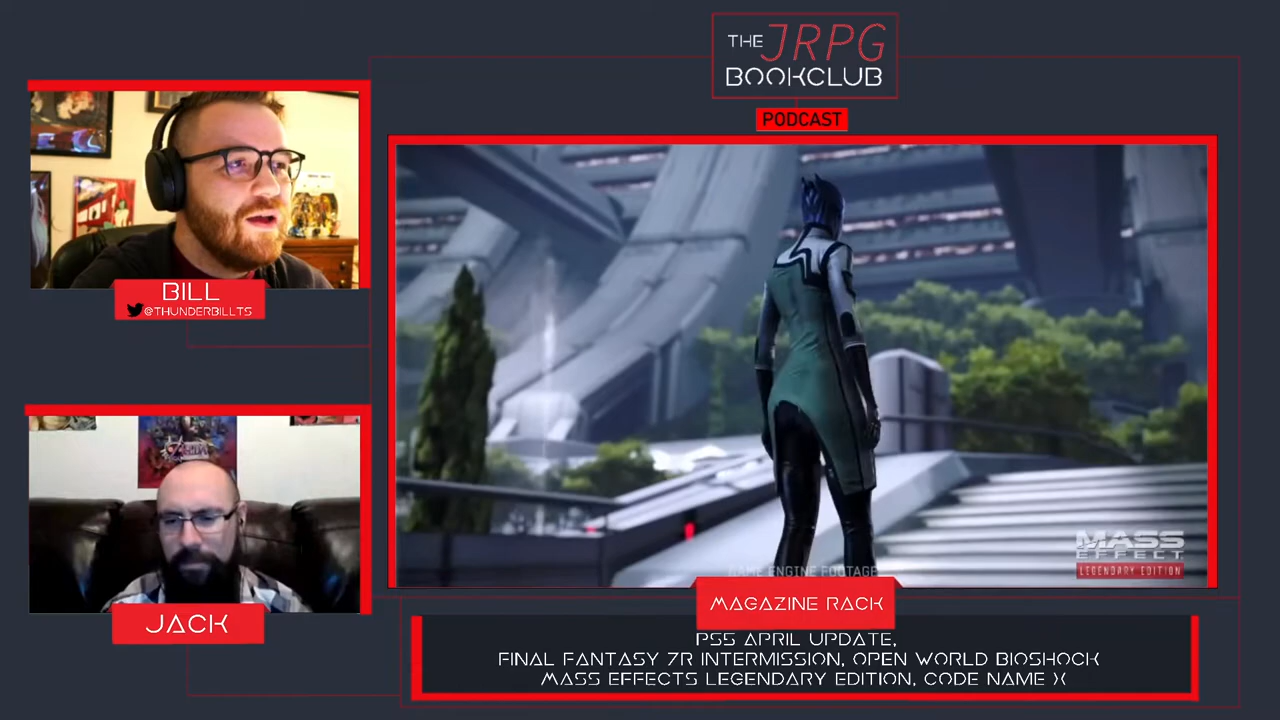 THE JRPG
BOOKCLUB
PODCAST
BILL
@THUNDERBILLTS
JACK
GAME ENGINE FOOTAGE
MASS
EFFECT
LEGENDARY EDITION
MAGAZINE RACK
PS5 APRIL UPDATE,
FINAL FANTASY 7R INTERMISSION, OPEN WORLD BIOSHOCK
MASS EFFECTS LEGENDARY EDITION, CODE NAME X